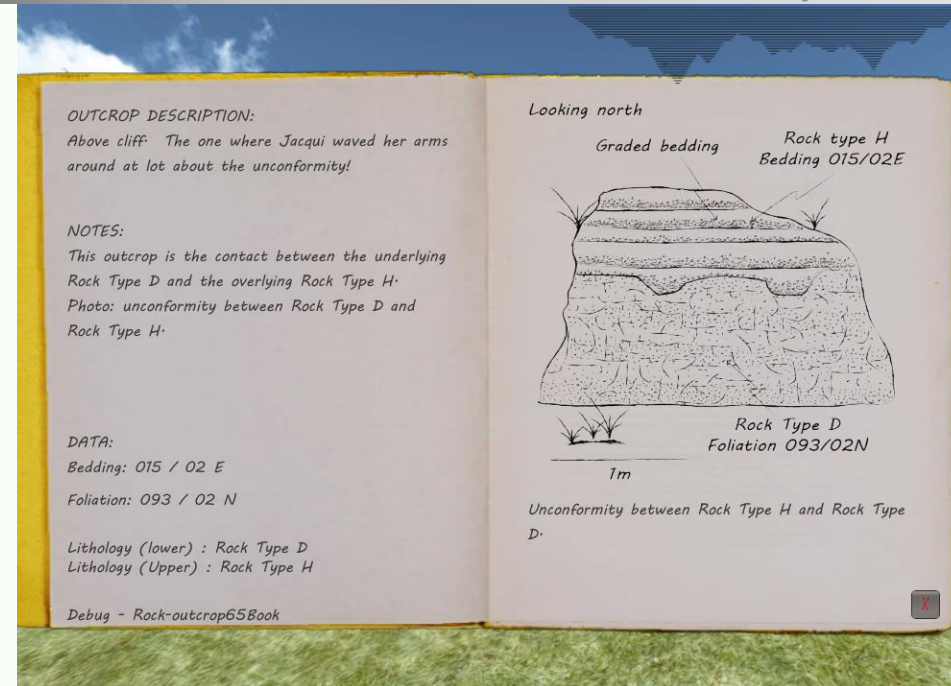 OUTCROP DESCRIPTION:
Above cliff. The one where Jacqui waved her arms
around at lot about the unconformity!
NOTES:
This outcrop is the contact between the underlying
Rock Type D and the overlying Rock Type H.
Photo: unconformity between Rock Type D and
Rock Type H.
DATA:
Bedding: 015 / 02 E
Foliation: 093 / 02 N
Lithology (lower) : Rock Type D
Lithology (Upper) : Rock Type H
Debug - Rock-outcrop65Book
Looking north
Graded bedding
Rock type H
Bedding 015/02E
Rock Type D
Foliation 093/02N
1m
Unconformity between Rock Type H and Rock Type
D.
X